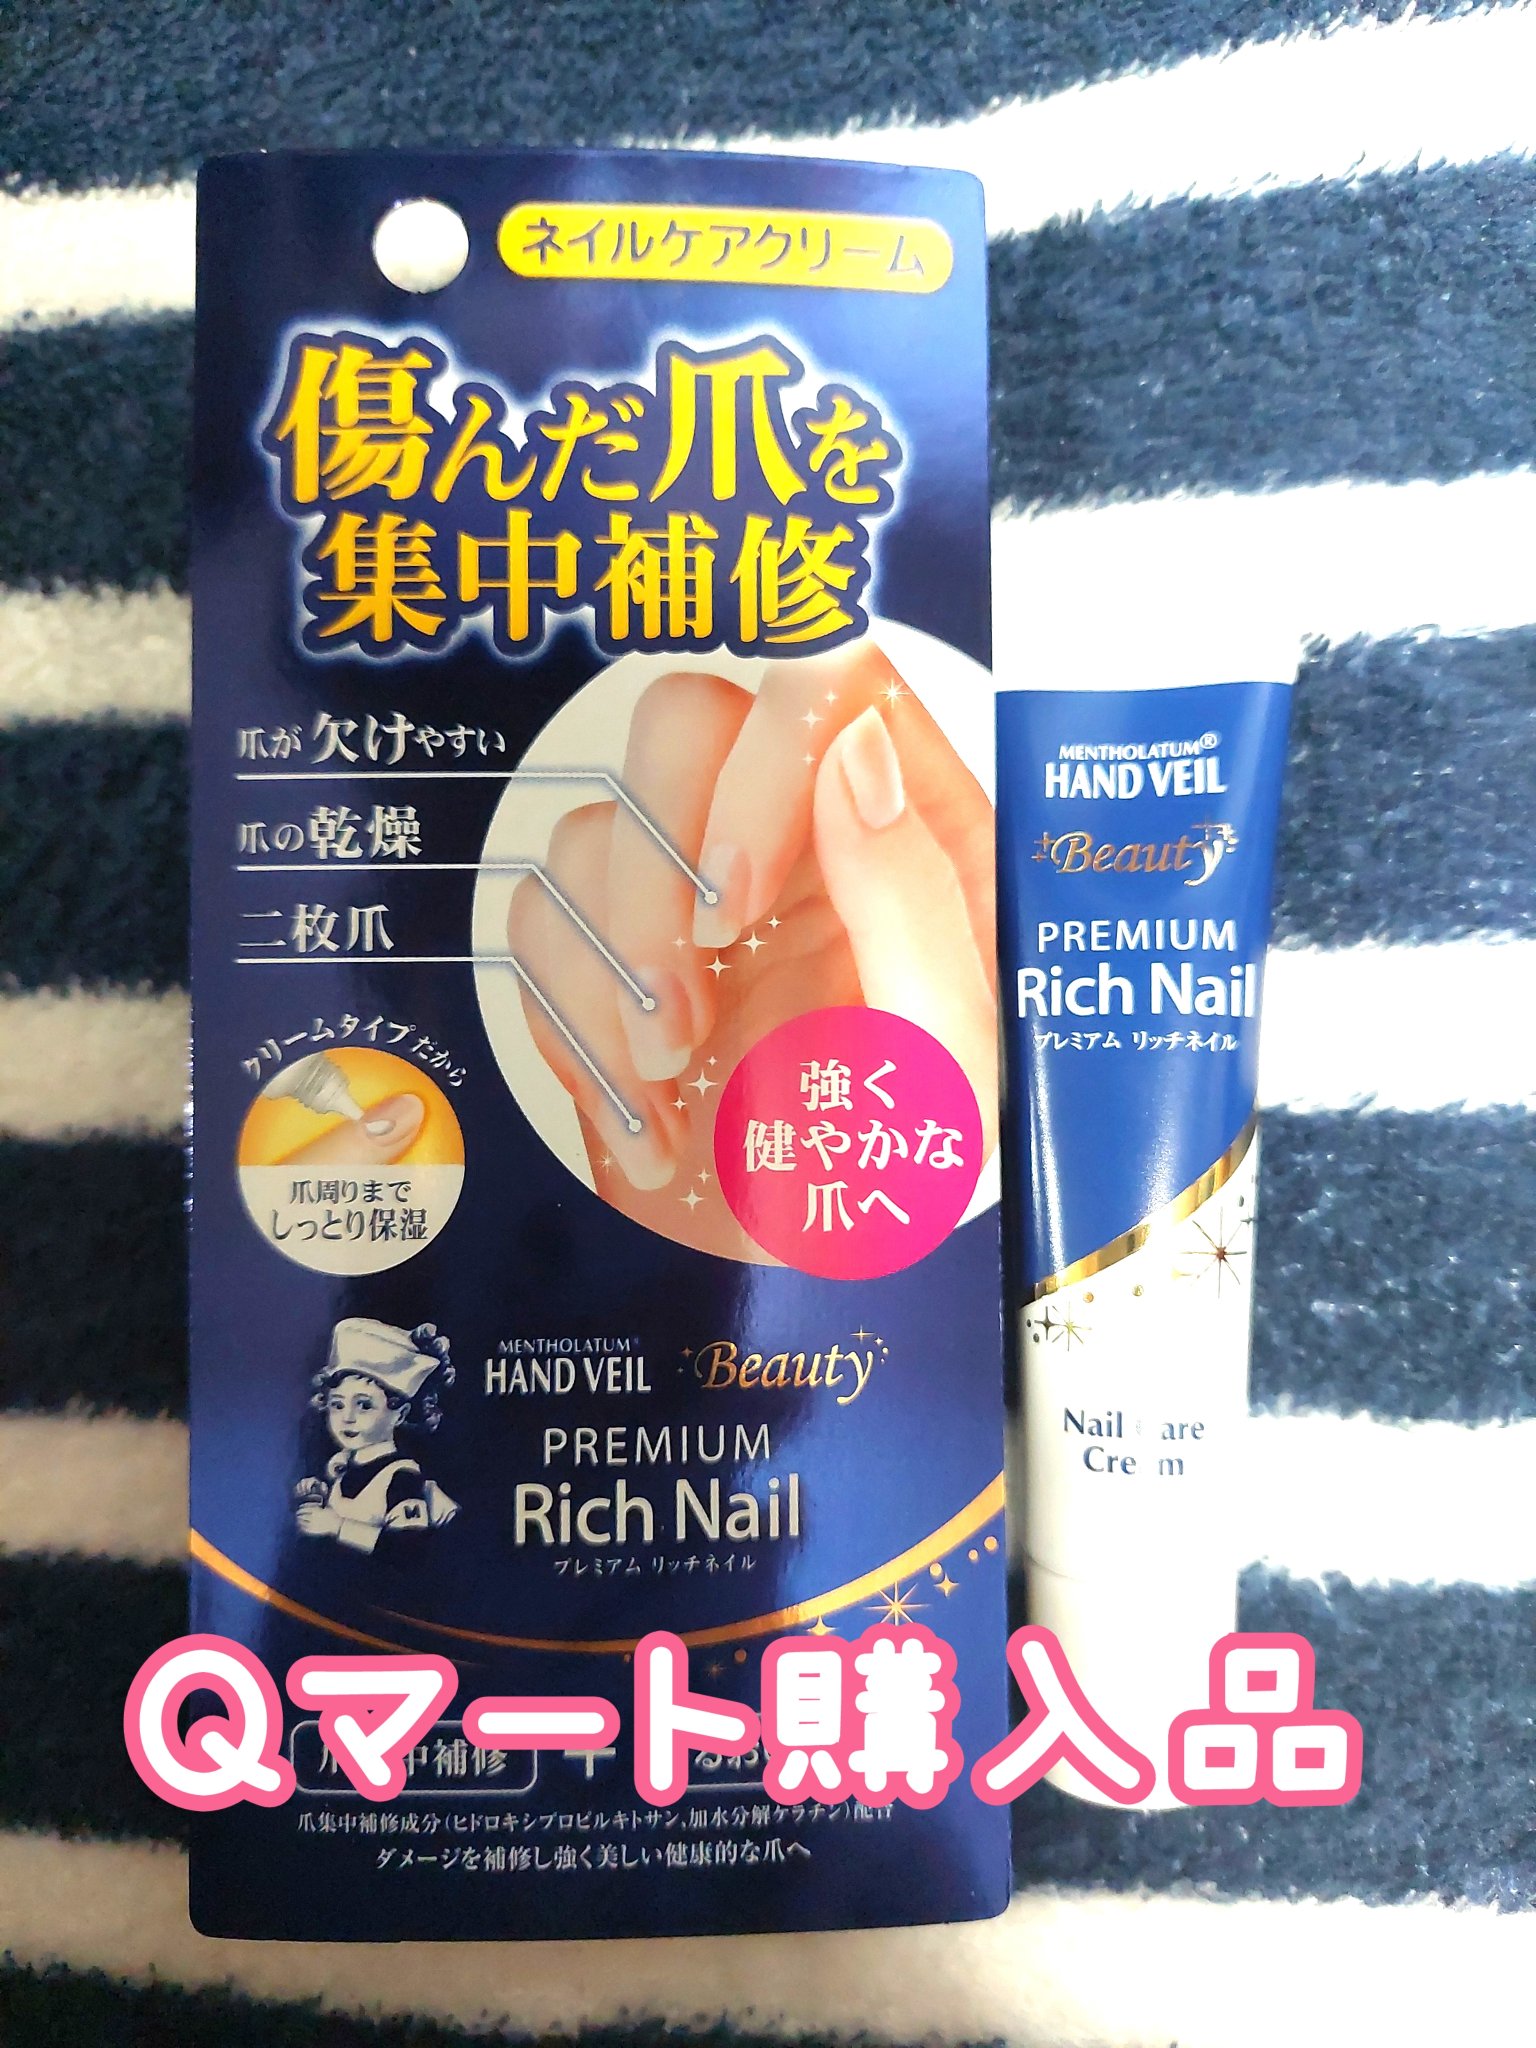 ネイルケアクリーム
傷んだ爪を
集中補修
爪が欠けやすい
爪の乾燥
二枚爪
クリームタイプだから
爪周りまで
しっとり保湿
強く
健やかな
爪へ
MENTHOLATUM®
HAND VEIL
Beauty
PREMIUM
Rich Nail
プレミアム リッチネイル
MENTHOLATUM®
HAND VEIL
Beauty
PREMIUM
Rich Nail
プレミアム リッチネイル
Nail Care
Cream
Qマート購入品
中補修 +
爪集中補修成分(ヒドロキシプロピルキトサン、加水分解ケラチン)配合
ダメージを補修し強く美しい健康的な爪へ